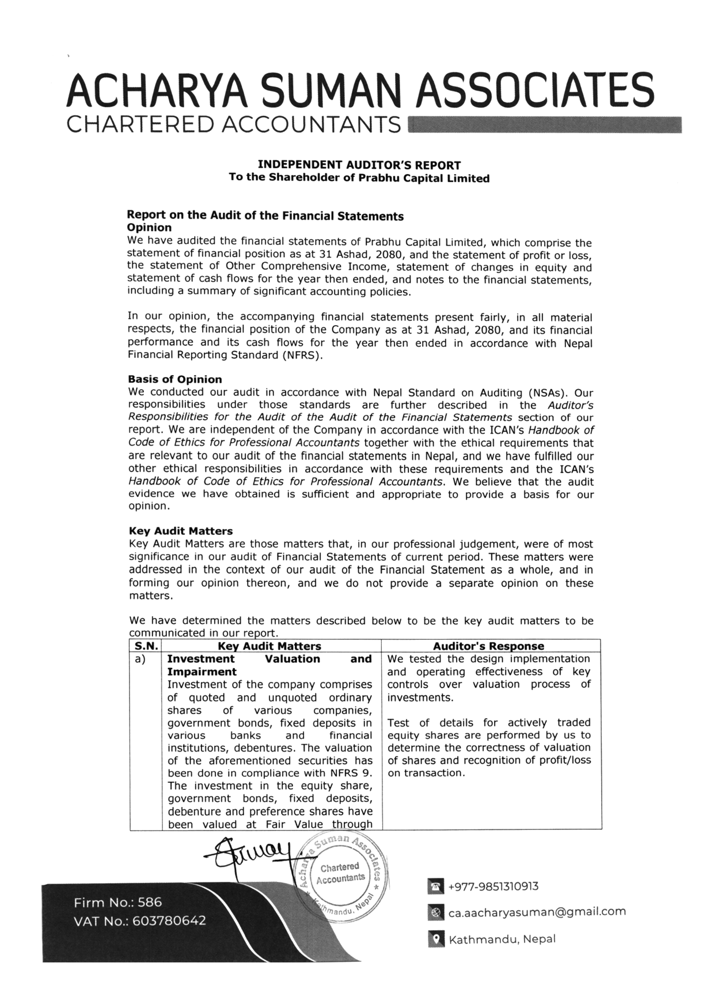 ACHARYA SUMAN ASSOCIATES
CHARTERED ACCOUNTANTS
INDEPENDENT AUDITOR'S REPORT
To the Shareholder of Prabhu Capital Limited
Report on the Audit of the Financial Statements
Opinion
We have audited the financial statements of Prabhu Capital Limited, which comprise the
statement of financial position as at 31 Ashad, 2080, and the statement of profit or loss,
the statement of Other Comprehensive Income, statement of changes in equity and
statement of cash flows for the year then ended, and notes to the financial statements,
including a summary of significant accounting policies.
In our opinion, the accompanying financial statements present fairly, in all material
respects, the financial position of the Company as at 31 Ashad, 2080, and its financial
performance and its cash flows for the year then ended in accordance with Nepal
Financial Reporting Standard (NFRS).
Basis of Opinion
We conducted our audit in accordance with Nepal Standard on Auditing (NSAs). Our
responsibilities under those standards are further described in the Auditor's
Responsibilities for the Audit of the Audit of the Financial Statements section of our
report. We are independent of the Company in accordance with the ICAN's Handbook of
Code of Ethics for Professional Accountants together with the ethical requirements that
are relevant to our audit of the financial statements in Nepal, and we have fulfilled our
other ethical responsibilities in accordance with these requirements and the ICAN's
Handbook of Code of Ethics for Professional Accountants. We believe that the audit
evidence we have obtained is sufficient and appropriate to provide a basis for our
opinion.
Key Audit Matters
Key Audit Matters are those matters that, in our professional judgement, were of most
significance in our audit of Financial Statements of current period. These matters were
addressed in the context of our audit of the Financial Statement as a whole, and in
forming our opinion thereon, and we do not provide a separate opinion on these
matters.
We have determined the matters described below to be the key audit matters to be
communicated in our report.
S.N. Key Audit Matters Auditor's Response
a) Investment Valuation and
Impairment
Investment of the company comprises
of quoted and unquoted ordinary
shares of various companies,
government bonds, fixed deposits in
various banks and financial
institutions, debentures. The valuation
of the aforementioned securities has
been done in compliance with NFRS 9.
The investment in the equity share,
government bonds, fixed deposits,
debenture and preference shares have
been valued at Fair Value through
We tested the design implementation
and operating effectiveness of key
controls over valuation process of
investments.
Test of details for actively traded
equity shares are performed by us to
determine the correctness of valuation
of shares and recognition of profit/loss
on transaction.
Acharya Suman Associates
Chartered
Accountants
* Kathmandu, Nepal *
Firm No.: 586
VAT No.: 603780642
+977-9851310913
ca.aacharyasuman@gmail.com
Kathmandu, Nepal